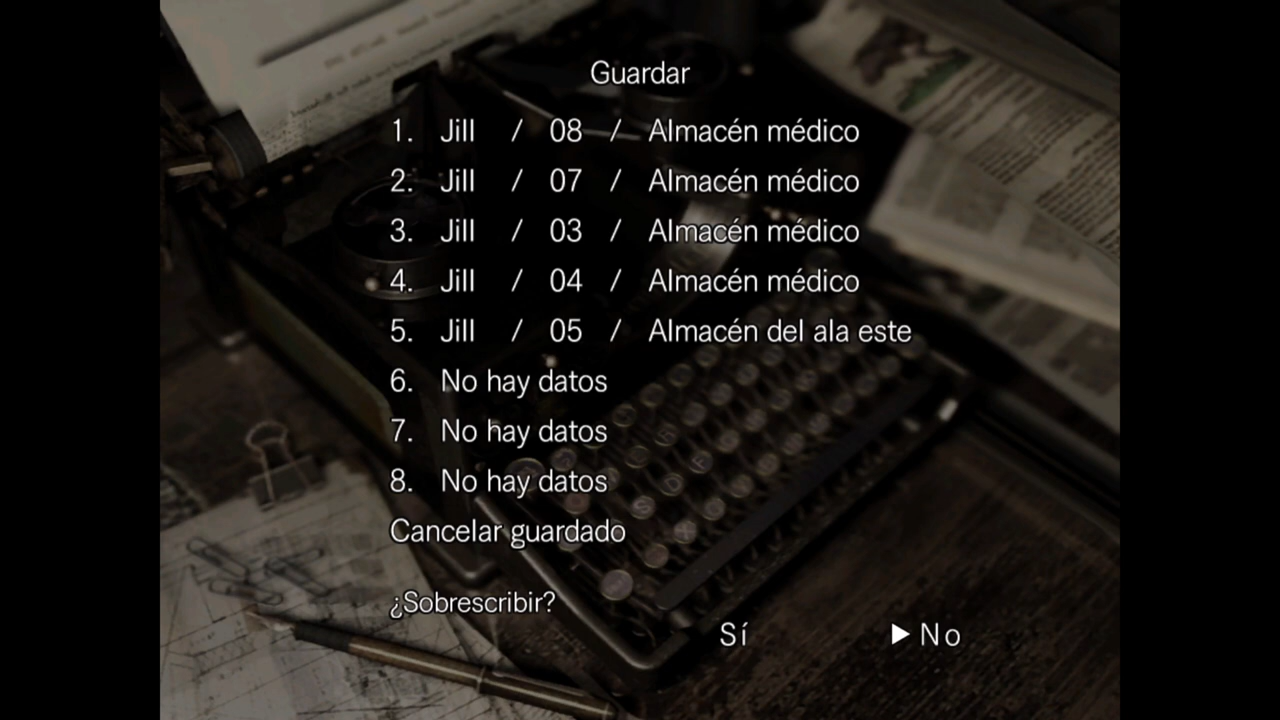 Guardar
1. Jill / 08 / Almacén médico
2. Jill / 07 / Almacén médico
3. Jill / 03 / Almacén médico
4. Jill / 04 / Almacén médico
5. Jill / 05 / Almacén del ala este
6. No hay datos
7. No hay datos
8. No hay datos
Cancelar guardado
¿Sobrescribir?
Sí ▶No